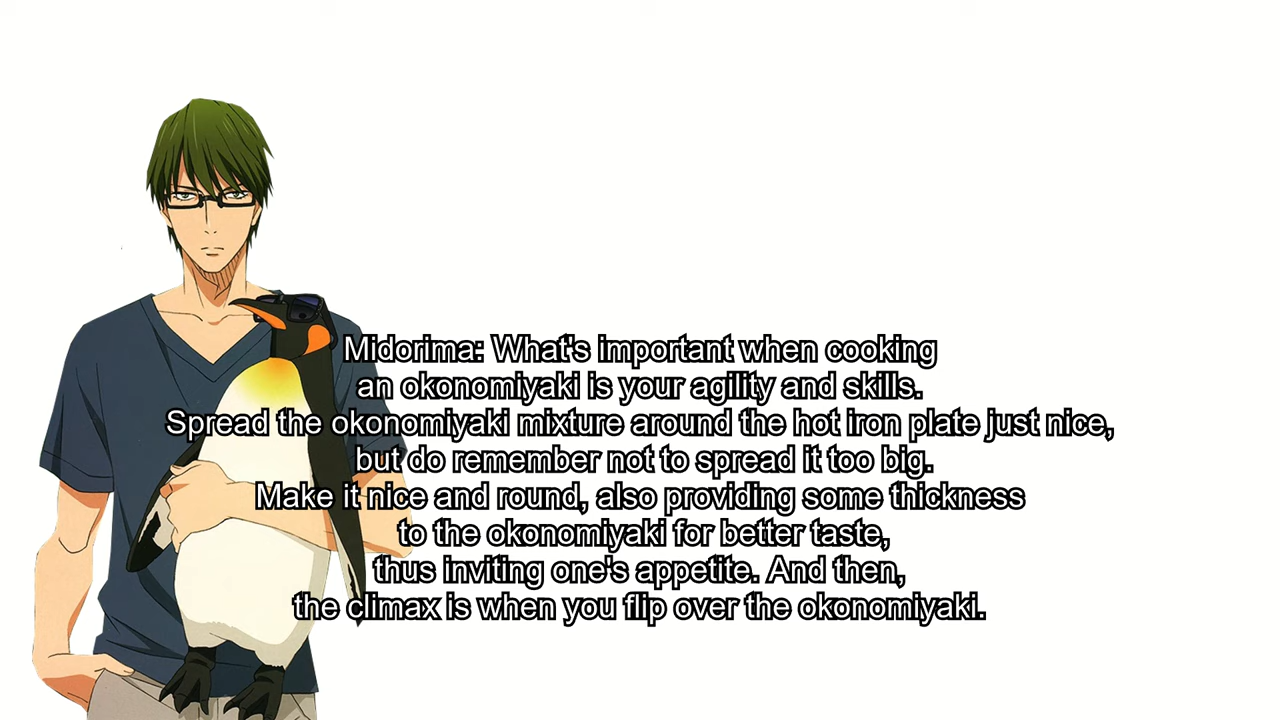 Midorima: What's important when cooking
an okonomiyaki is your agility and skills.
Spread the okonomiyaki mixture around the hot iron plate just nice,
but do remember not to spread it too big.
Make it nice and round, also providing some thickness
to the okonomiyaki for better taste,
thus inviting one's appetite. And then,
the climax is when you flip over the okonomiyaki.